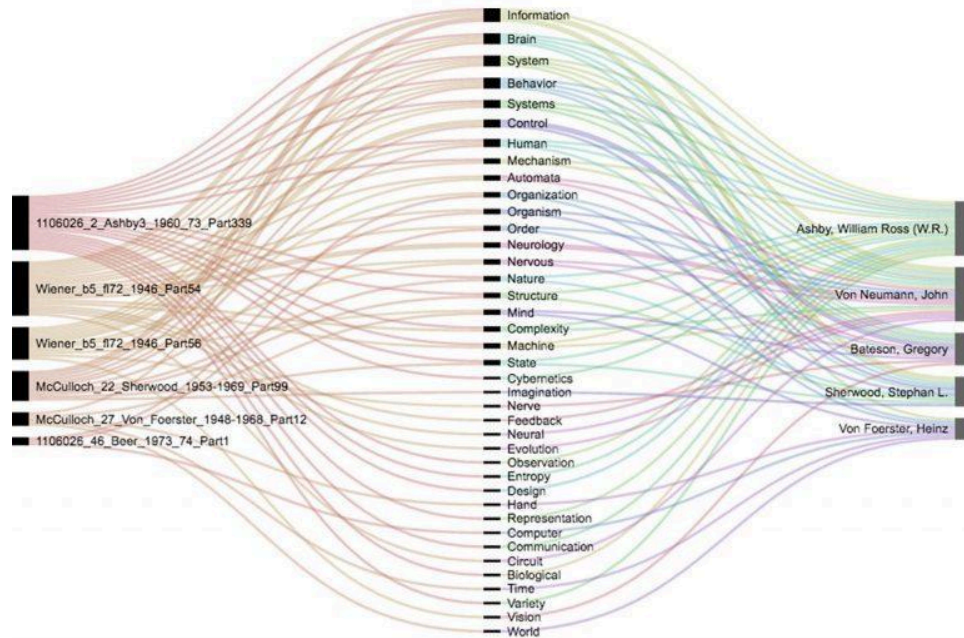 1106026_2_Ashby3_1960_73_Part339
Wiener_b5_fl72_1946_Part54
Wiener_b5_fl72_1946_Part56
McCulloch_22_Sherwood_1953-1969_Part99
McCulloch_27_Von_Foerster_1948-1968_Part12
1106026_46_Beer_1973_74_Part1
Information
Brain
System
Behavior
Systems
Control
Human
Mechanism
Automata
Organization
Organism
Order
Neurology
Nervous
Nature
Structure
Mind
Complexity
Machine
State
Cybernetics
Imagination
Nerve
Feedback
Neural
Evolution
Observation
Entropy
Design
Hand
Representation
Computer
Communication
Circuit
Biological
Time
Variety
Vision
World
Ashby, William Ross (W.R.)
Von Neumann, John
Bateson, Gregory
Sherwood, Stephan L.
Von Foerster, Heinz